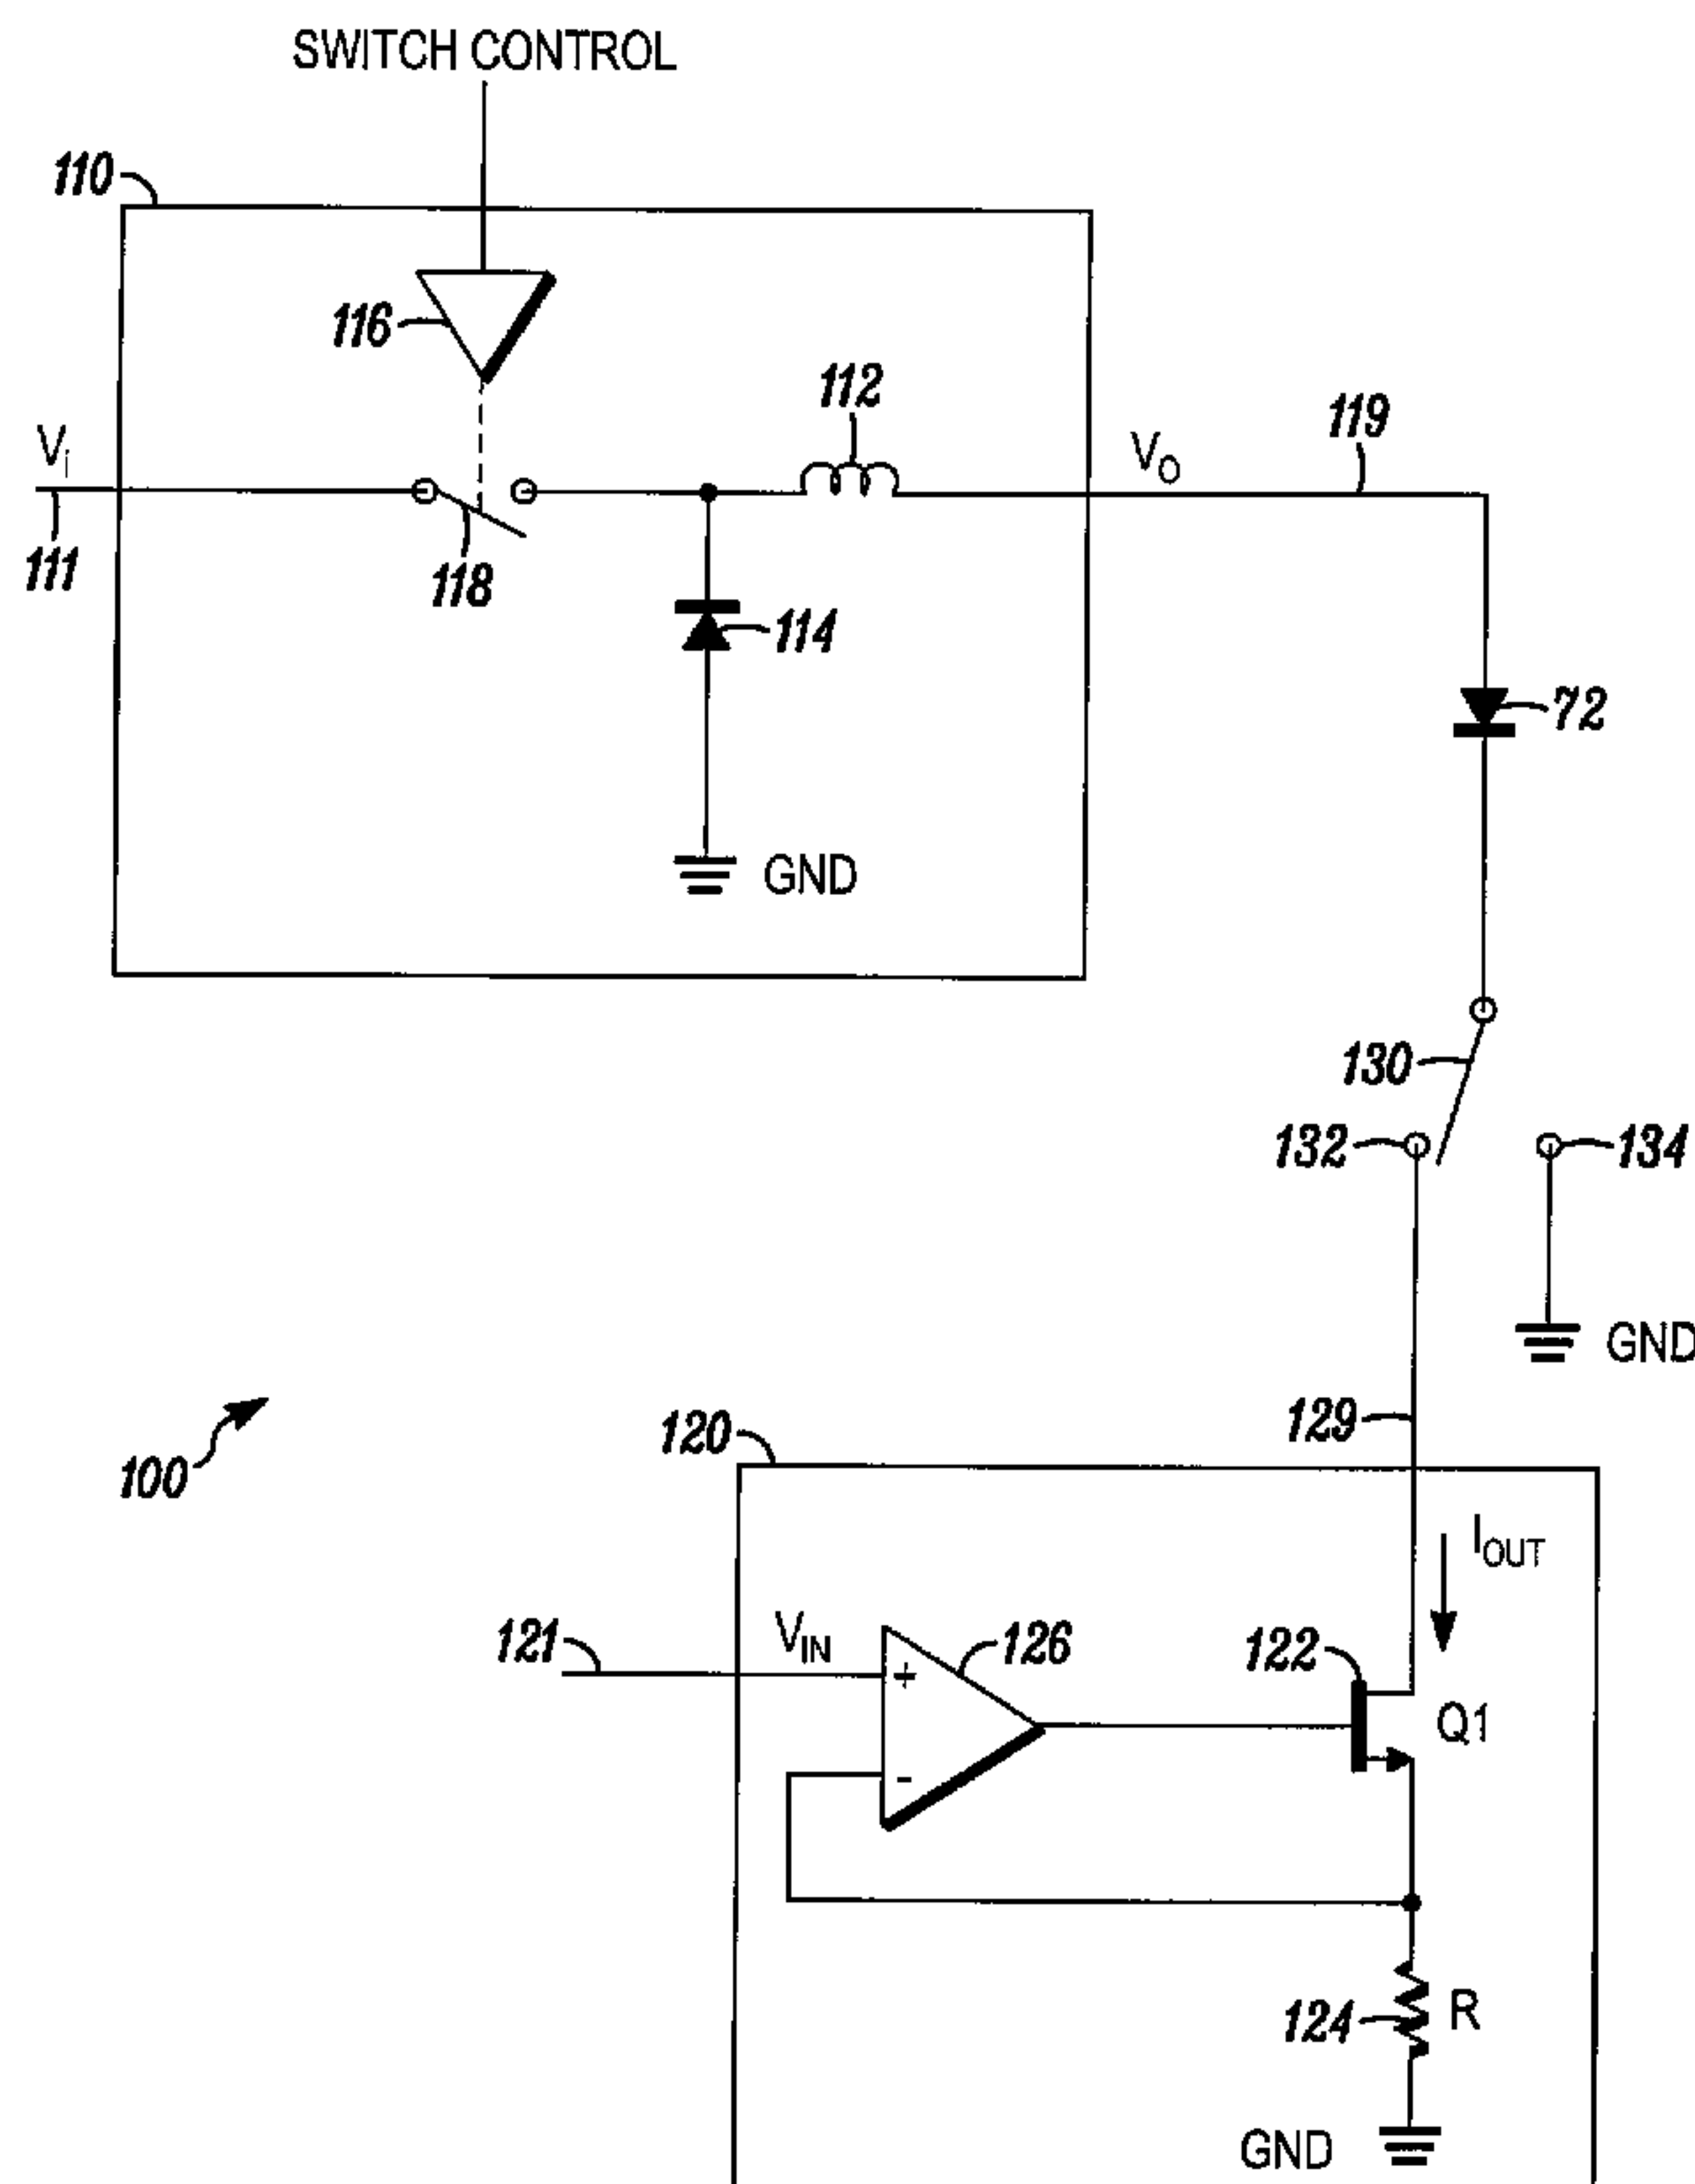 SWITCH CONTROL
110
116
112
119
Vi
VO
111
118
114
72
GND
130
132
134
GND
129
120
100
IOUT
121
VIN
126
122
+
Q1
-
124
R
GND